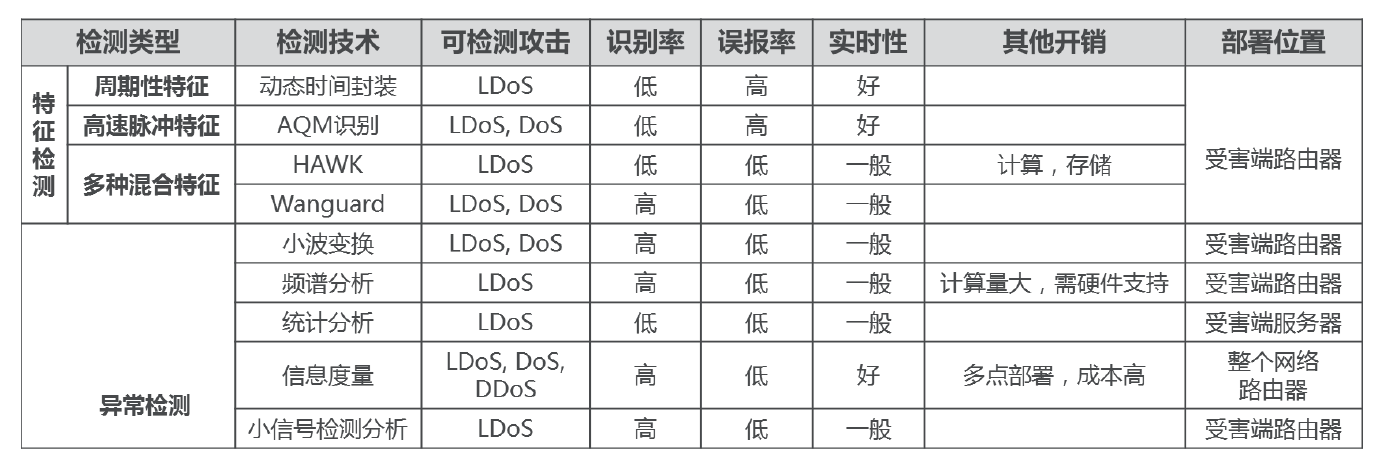 检测类型 检测技术 可检测攻击 识别率 误报率 实时性 其他开销 部署位置
特征检测 周期性特征 动态时间封装 LDoS 低 高 好
高速脉冲特征 AQM识别 LDoS, DoS 低 高 好
多种混合特征 HAWK LDoS 低 低 一般 计算，存储 受害端路由器
Wanguard LDoS, DoS 高 低 一般
异常检测 小波变换 LDoS, DoS 高 低 一般 受害端路由器
频谱分析 LDoS 高 低 一般 计算量大，需硬件支持 受害端路由器
统计分析 LDoS 低 低 一般 受害端服务器
信息度量 LDoS, DoS, DDoS 高 低 好 多点部署，成本高 整个网络路由器
小信号检测分析 LDoS 高 低 一般 受害端路由器